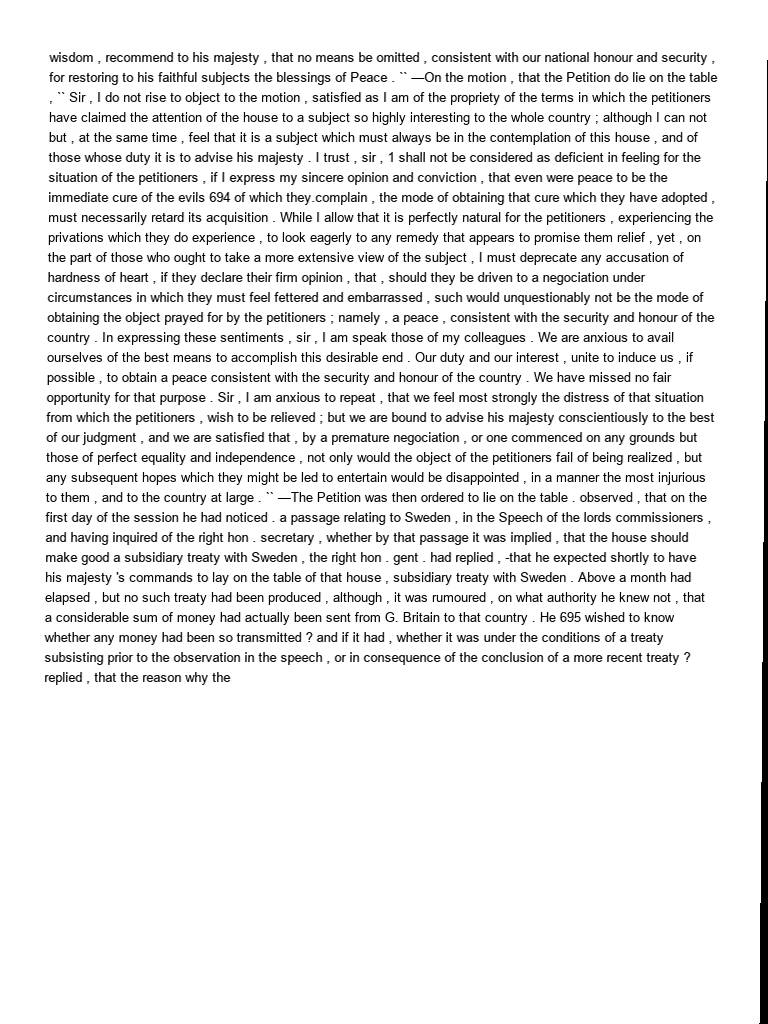 wisdom , recommend to his majesty , that no means be omitted , consistent with our national honour and security ,
for restoring to his faithful subjects the blessings of Peace . `` —On the motion , that the Petition do lie on the table
, `` Sir , I do not rise to object to the motion , satisfied as I am of the propriety of the terms in which the petitioners
have claimed the attention of the house to a subject so highly interesting to the whole country ; although I can not
but , at the same time , feel that it is a subject which must always be in the contemplation of this house , and of
those whose duty it is to advise his majesty . I trust , sir , 1 shall not be considered as deficient in feeling for the
situation of the petitioners , if I express my sincere opinion and conviction , that even were peace to be the
immediate cure of the evils 694 of which they.complain , the mode of obtaining that cure which they have adopted ,
must necessarily retard its acquisition . While I allow that it is perfectly natural for the petitioners , experiencing the
privations which they do experience , to look eagerly to any remedy that appears to promise them relief , yet , on
the part of those who ought to take a more extensive view of the subject , I must deprecate any accusation of
hardness of heart , if they declare their firm opinion , that , should they be driven to a negociation under
circumstances in which they must feel fettered and embarrassed , such would unquestionably not be the mode of
obtaining the object prayed for by the petitioners ; namely , a peace , consistent with the security and honour of the
country . In expressing these sentiments , sir , I am speak those of my colleagues . We are anxious to avail
ourselves of the best means to accomplish this desirable end . Our duty and our interest , unite to induce us , if
possible , to obtain a peace consistent with the security and honour of the country . We have missed no fair
opportunity for that purpose . Sir , I am anxious to repeat , that we feel most strongly the distress of that situation
from which the petitioners , wish to be relieved ; but we are bound to advise his majesty conscientiously to the best
of our judgment , and we are satisfied that , by a premature negociation , or one commenced on any grounds but
those of perfect equality and independence , not only would the object of the petitioners fail of being realized , but
any subsequent hopes which they might be led to entertain would be disappointed , in a manner the most injurious
to them , and to the country at large . `` —The Petition was then ordered to lie on the table . observed , that on the
first day of the session he had noticed . a passage relating to Sweden , in the Speech of the lords commissioners ,
and having inquired of the right hon . secretary , whether by that passage it was implied , that the house should
make good a subsidiary treaty with Sweden , the right hon . gent . had replied , -that he expected shortly to have
his majesty 's commands to lay on the table of that house , subsidiary treaty with Sweden . Above a month had
elapsed , but no such treaty had been produced , although , it was rumoured , on what authority he knew not , that
a considerable sum of money had actually been sent from G. Britain to that country . He 695 wished to know
whether any money had been so transmitted ? and if it had , whether it was under the conditions of a treaty
subsisting prior to the observation in the speech , or in consequence of the conclusion of a more recent treaty ?
replied , that the reason why the